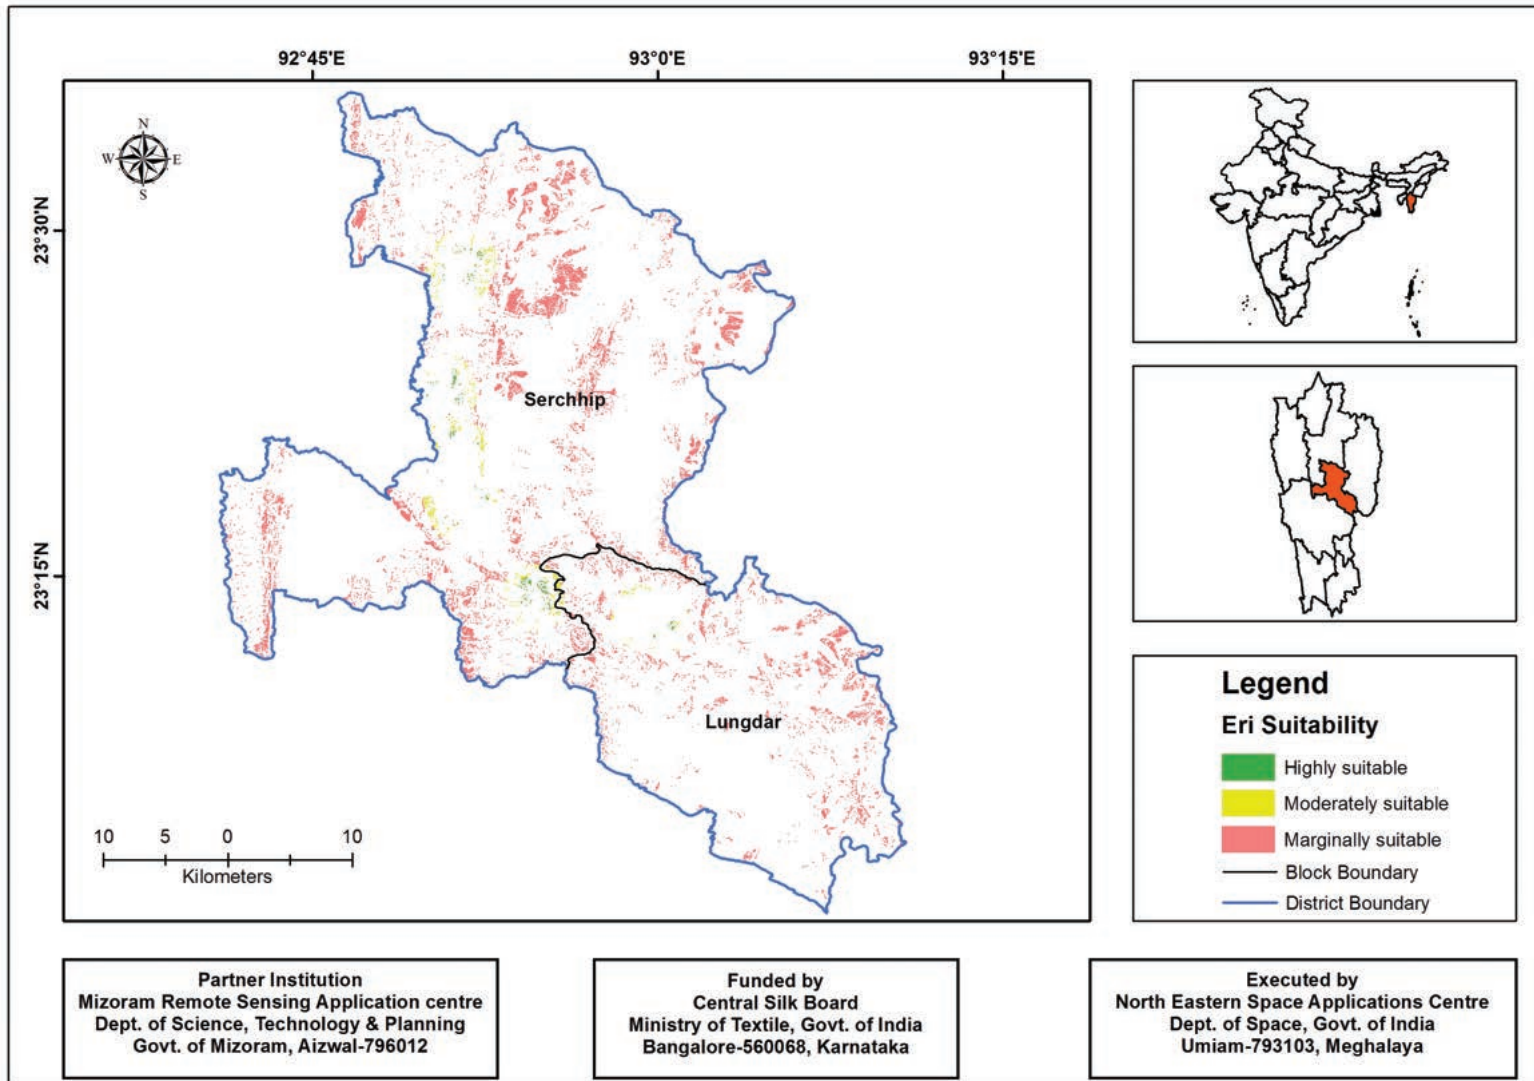 92°45'E
93°0'E
93°15'E
N
W
E
S
23°30'N
23°15'N
Serchhip
Lungdar
10 5 0 10
Kilometers
Legend
Eri Suitability
Highly suitable
Moderately suitable
Marginally suitable
Block Boundary
District Boundary
Partner Institution
Mizoram Remote Sensing Application centre
Dept. of Science, Technology & Planning
Govt. of Mizoram, Aizwal-796012
Funded by
Central Silk Board
Ministry of Textile, Govt. of India
Bangalore-560068, Karnataka
Executed by
North Eastern Space Applications Centre
Dept. of Space, Govt. of India
Umiam-793103, Meghalaya